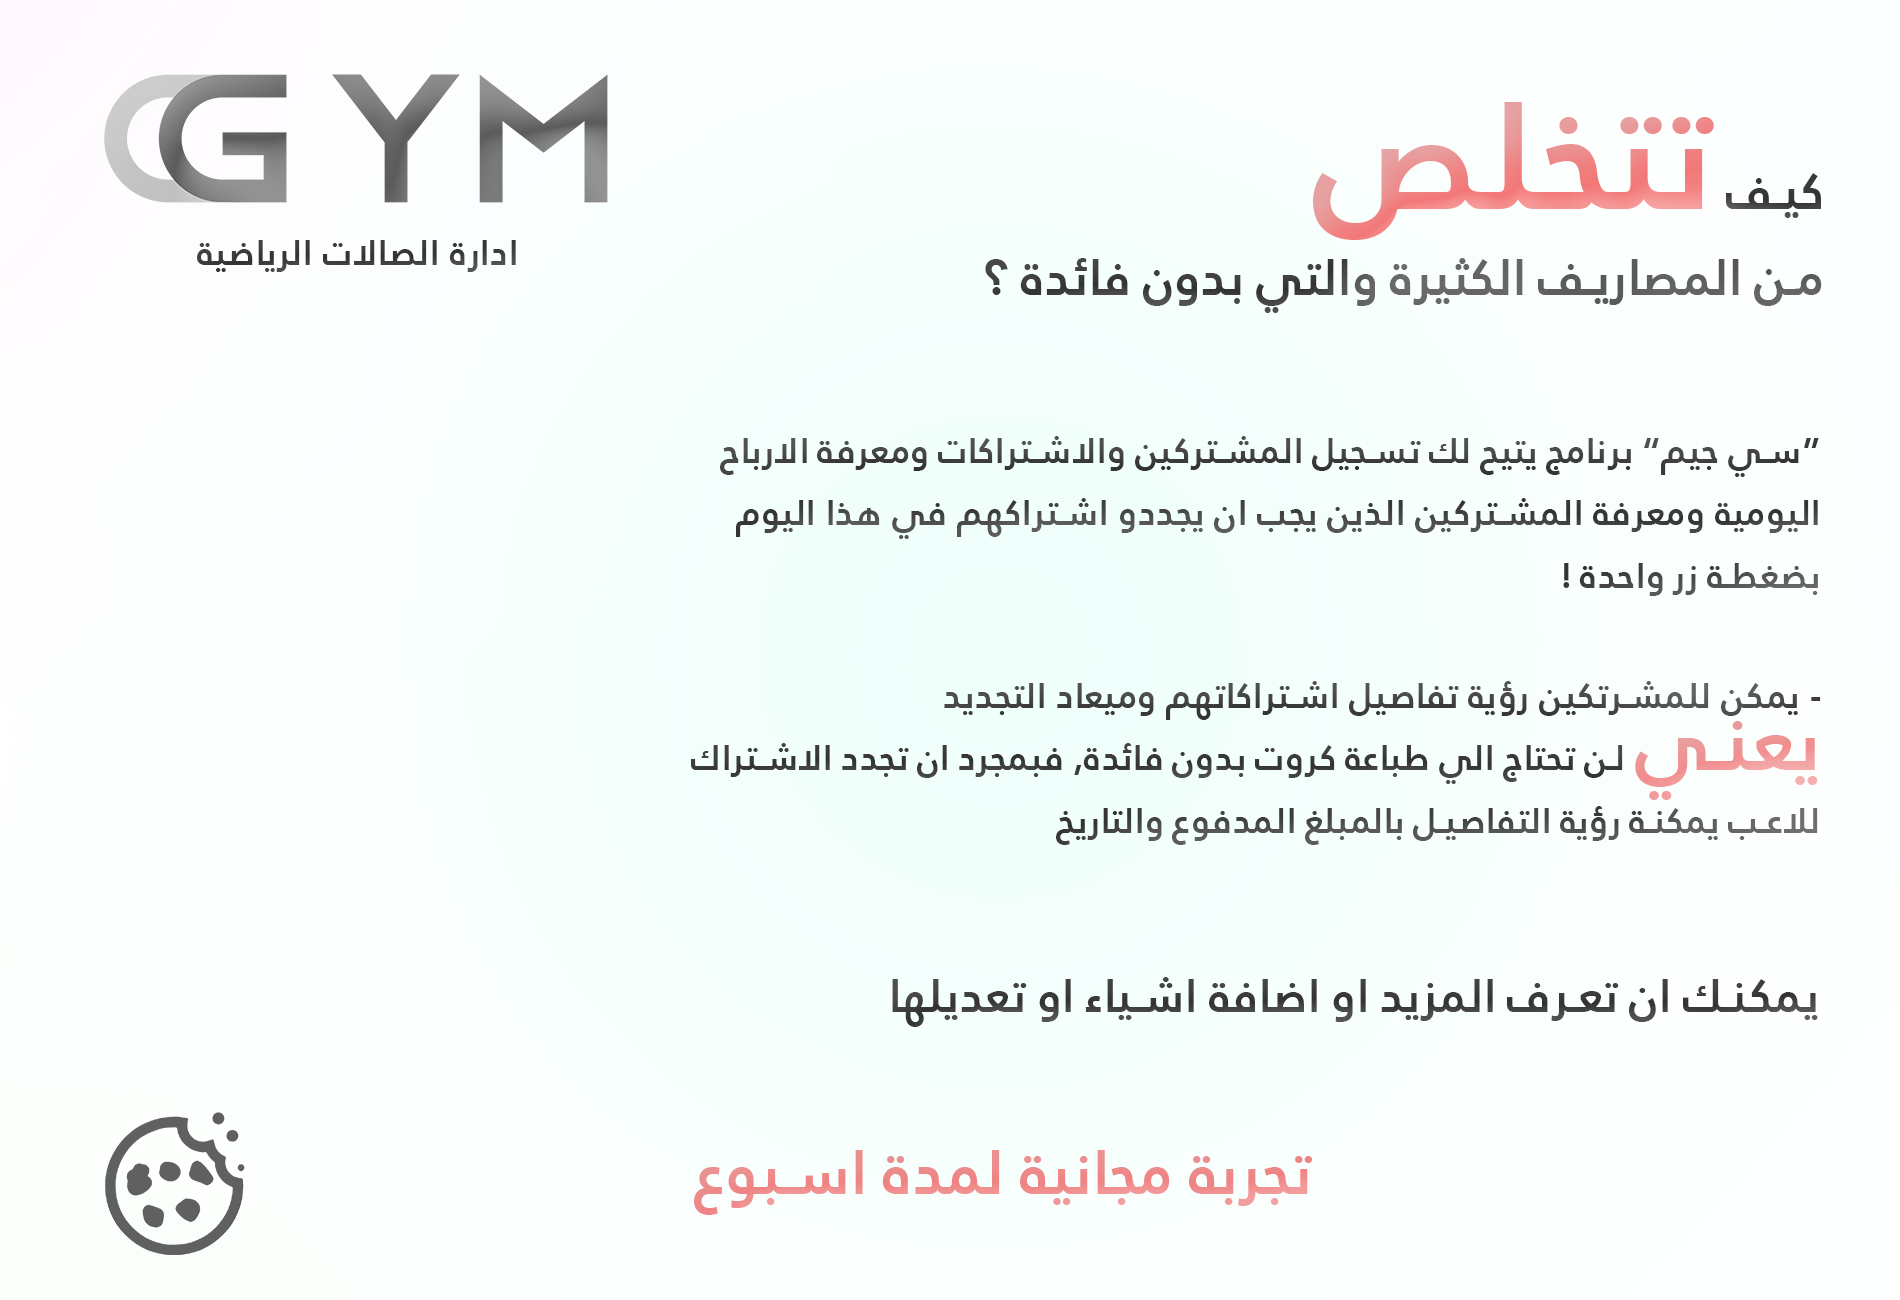 CGYM
ادارة الصالات الرياضية
كيف تتخلص
من المصاريف الكثيرة والتي بدون فائدة ؟
”سي جيم“ برنامج يتيح لك تسجيل المشتركين والاشتراكات ومعرفة الارباح
اليومية ومعرفة المشتركين الذين يجب ان يجددو اشتراكهم في هذا اليوم
بضغطة زر واحدة !
- يمكن للمشرتكين رؤية تفاصيل اشتراكاتهم وميعاد التجديد
يعني لن تحتاج الي طباعة كروت بدون فائدة, فبمجرد ان تجدد الاشتراك
للاعب يمكنة رؤية التفاصيل بالمبلغ المدفوع والتاريخ
يمكنك ان تعرف المزيد او اضافة اشياء او تعديلها
تجربة مجانية لمدة اسبوع